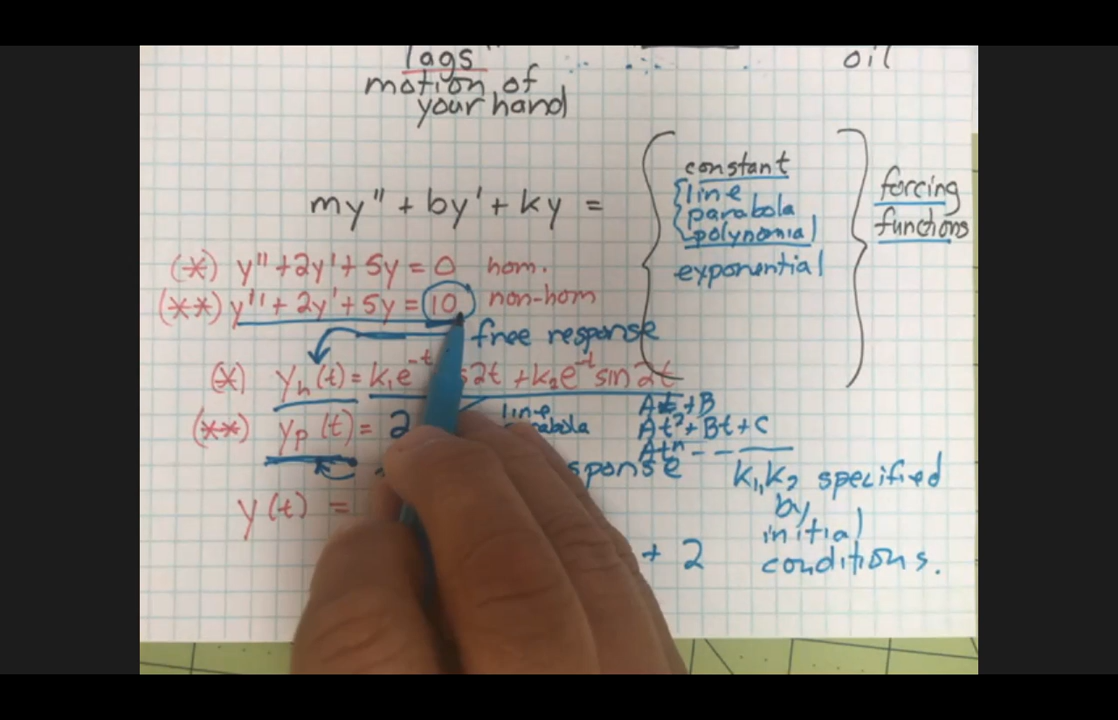 lags"
motion of
your hand
oil
my" + by' + ky =
constant
line
parabola
polynomial
exponential
forcing
functions
(*) y" + 2y' + 5y = 0 hom.
(**) y" + 2y' + 5y = 10 non-hom
free response
(*) yₕ(t) = k₁e⁻ᵗ 2t + k₂e⁻ᵗ sin 2t
(**) yₚ(t) = 2
line
At + B
At² + Bt + C
Atⁿ - - -
k₁, k₂ specified
by
initial
conditions.
y(t) =
+ 2